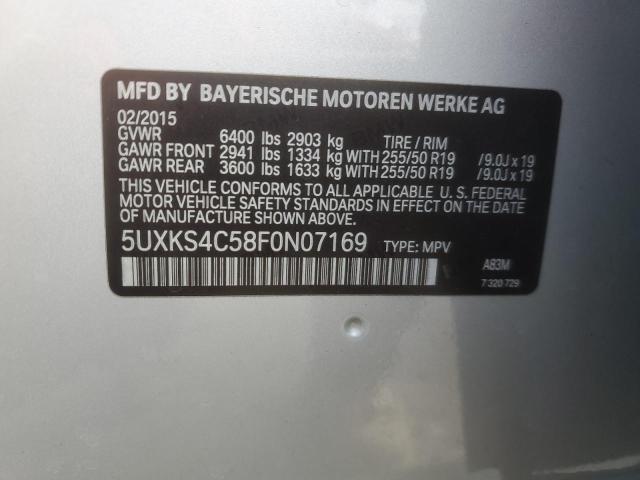 MFD BY BAYERISCHE MOTOREN WERKE AG
02/2015
GVWR 6400 lbs 2903 kg TIRE / RIM
GAWR FRONT 2941 lbs 1334 kg WITH 255/50 R19 /9.0J x 19
GAWR REAR 3600 lbs 1633 kg WITH 255/50 R19 /9.0J x 19
THIS VEHICLE CONFORMS TO ALL APPLICABLE U. S. FEDERAL
MOTOR VEHICLE SAFETY STANDARDS IN EFFECT ON THE DATE
OF MANUFACTURE SHOWN ABOVE.
5UXKS4C58F0N07169 TYPE: MPV
A83M
7 320 729